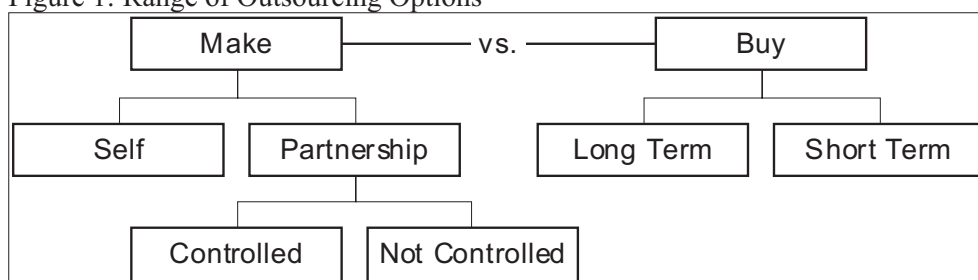 Figure 1: Range of Outsourcing Options
Make vs. Buy
Self Partnership Long Term Short Term
Controlled Not Controlled